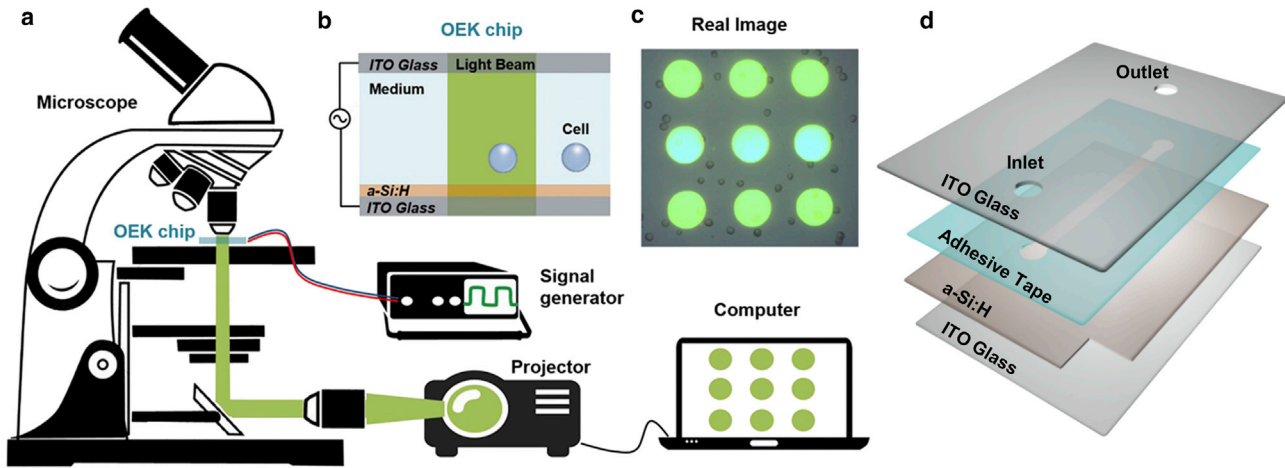 a
Microscope
OEK chip
Signal
generator
Projector
Computer
b
OEK chip
ITO Glass
Light Beam
Medium
Cell
a-Si:H
ITO Glass
c
Real Image
d
Outlet
Inlet
ITO Glass
Adhesive Tape
a-Si:H
ITO Glass